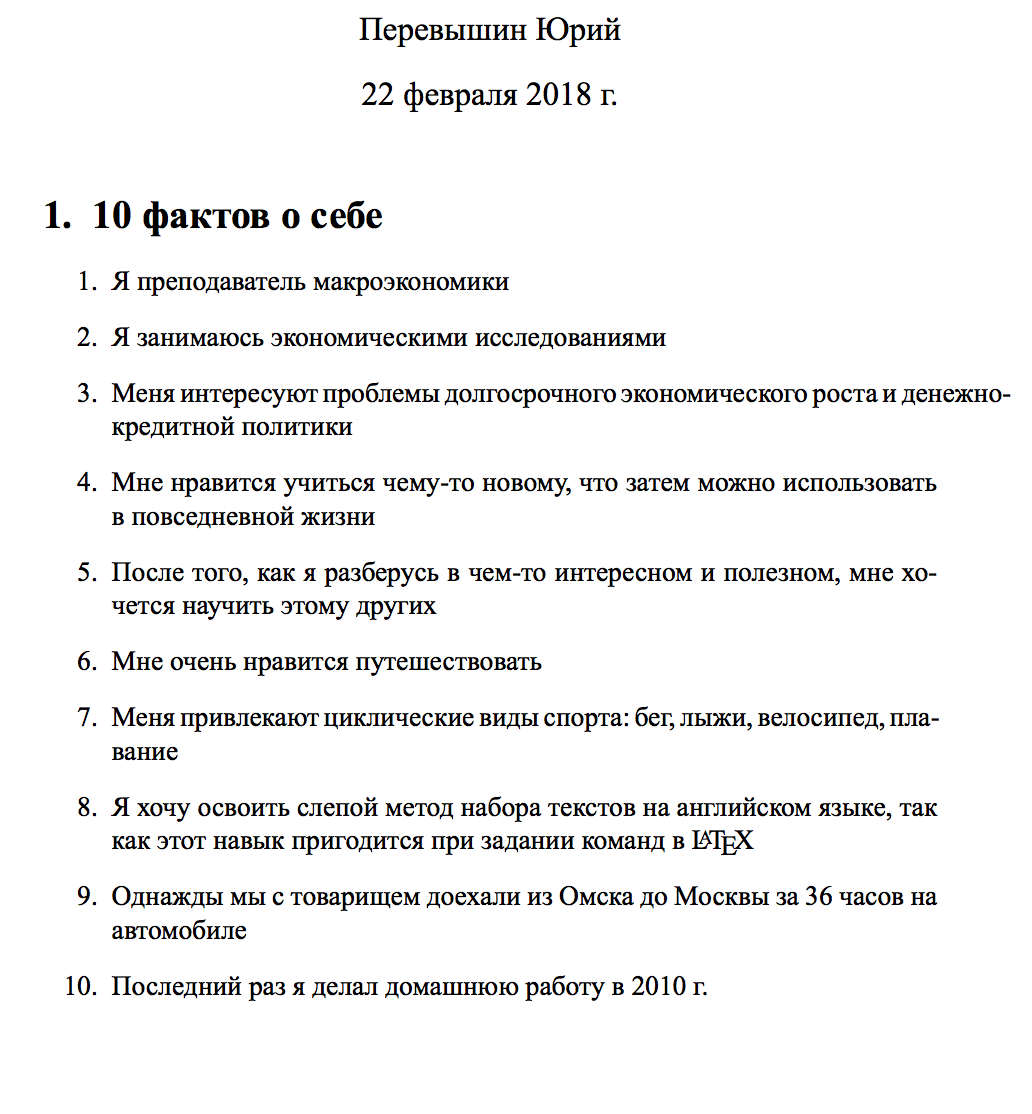 Перевышин Юрий
22 февраля 2018 г.
1. 10 фактов о себе
1. Я преподаватель макроэкономики
2. Я занимаюсь экономическими исследованиями
3. Меня интересуют проблемы долгосрочного экономического роста и денежно-
кредитной политики
4. Мне нравится учиться чему-то новому, что затем можно использовать
в повседневной жизни
5. После того, как я разберусь в чем-то интересном и полезном, мне хо-
чется научить этому других
6. Мне очень нравится путешествовать
7. Меня привлекают циклические виды спорта: бег, лыжи, велосипед, пла-
вание
8. Я хочу освоить слепой метод набора текстов на английском языке, так
как этот навык пригодится при задании команд в LATEX
9. Однажды мы с товарищем доехали из Омска до Москвы за 36 часов на
автомобиле
10. Последний раз я делал домашнюю работу в 2010 г.